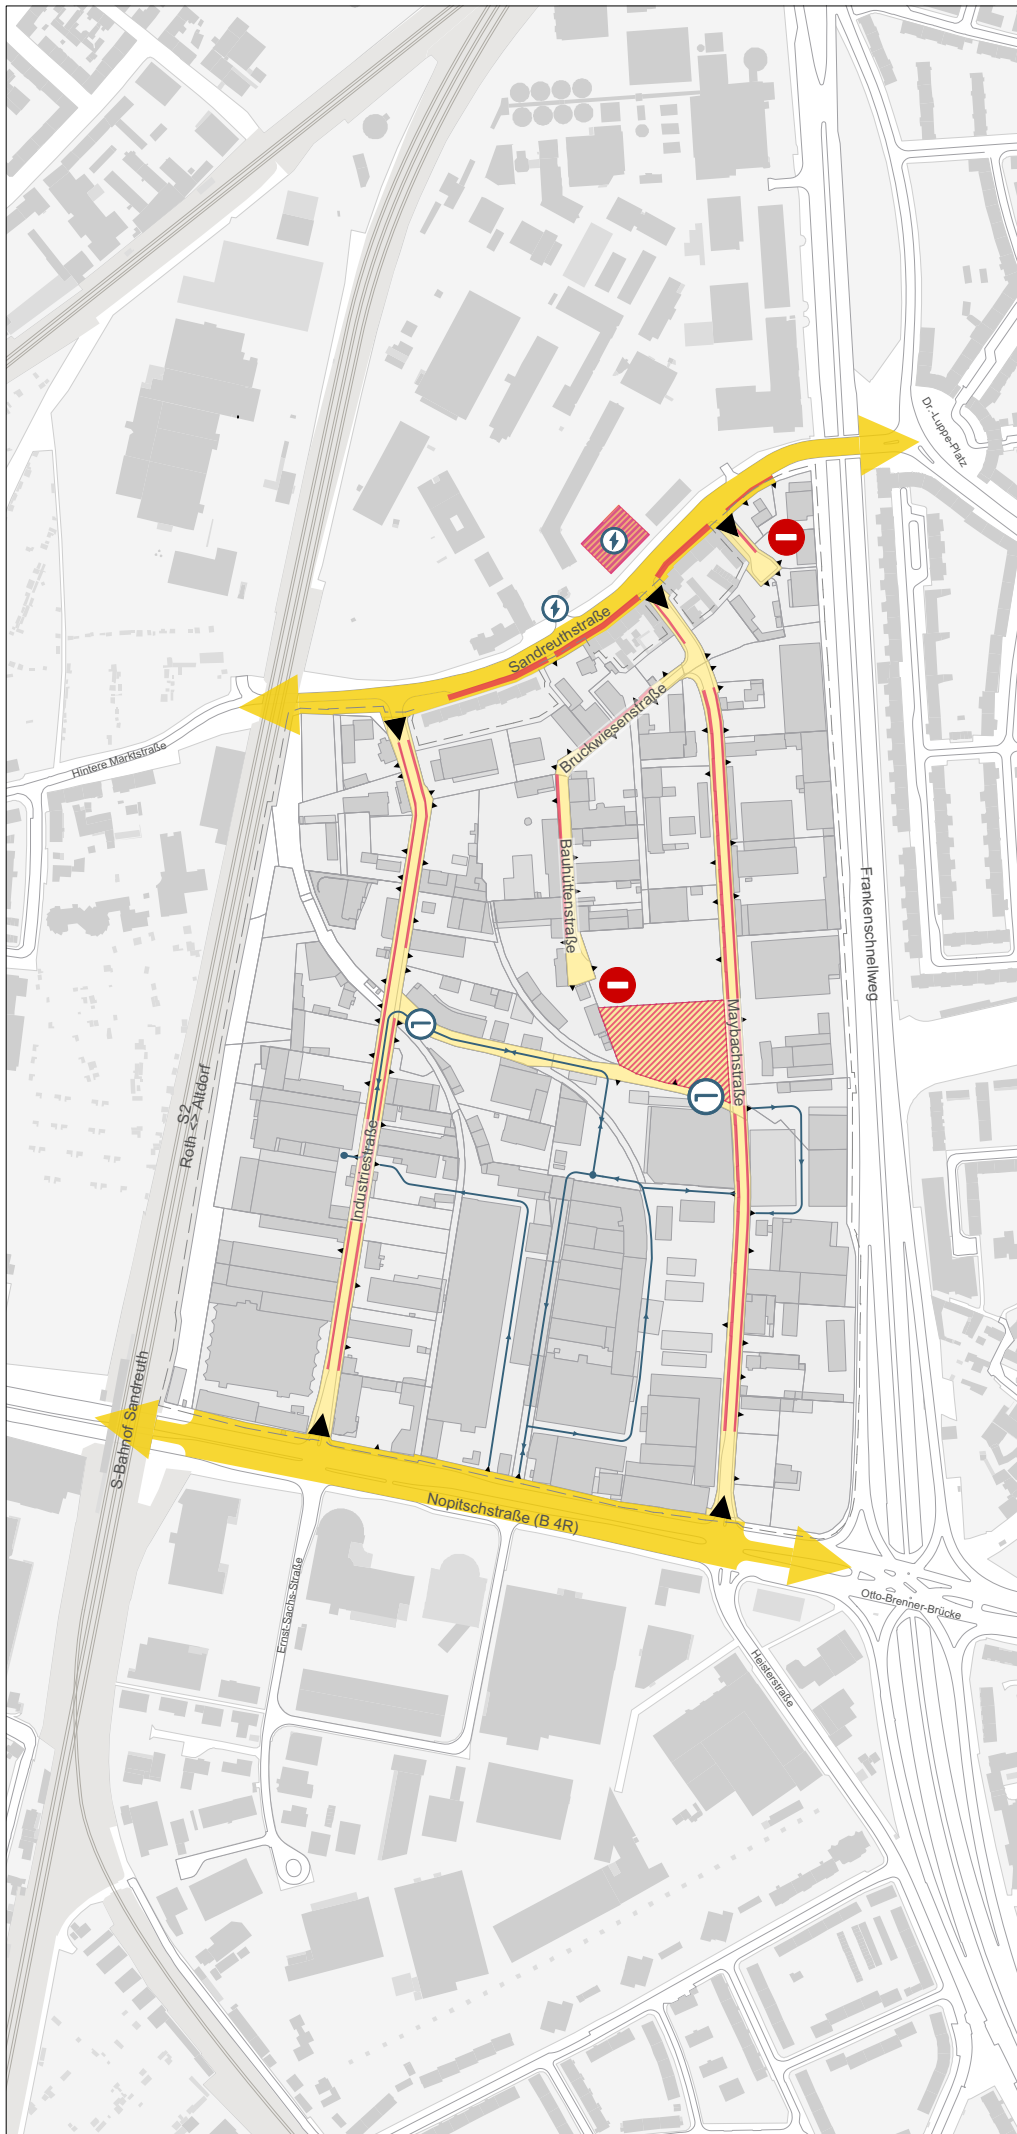 Dr.-Luppe-Platz
Sandreuthstraße
Bruckwiesenstraße
Hintere Marktstraße
Bauhüttenstraße
Frankenschnellweg
Maybachstraße
S2
Roth <> Altdorf
Industriestraße
S-Bahnhof Sandreuth
Nopitschstraße (B 4R)
Ernst-Sachs-Straße
Otto-Brenner-Brücke
Heisterstraße